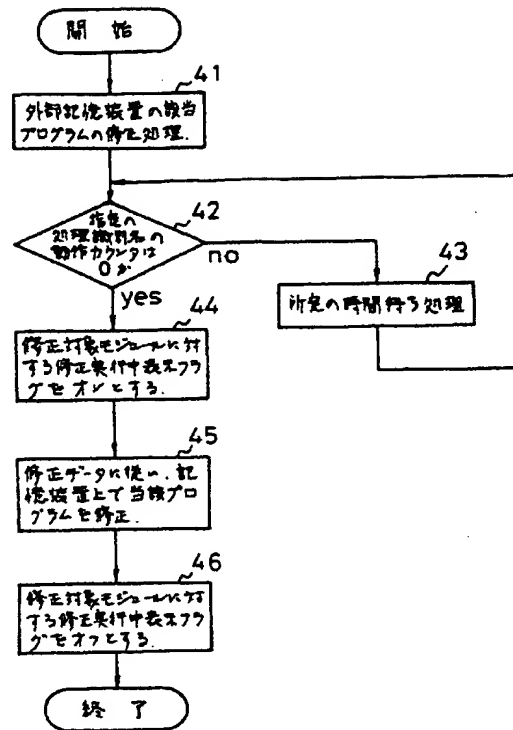 開始
41
外部記憶装置の該当
プログラムの修正処理.
42
指定の
処理識別名の
動作カウンタは
0か
no
yes
43
所定の時間待ち処理
44
修正対象モジュールに対
する修正実行中表示フラ
グをオンとする.
45
修正データに従い、記
憶装置上で当該プロ
グラムを修正.
46
修正対象モジュールに対
する修正実行中表示フラ
グをオフとする.
終了